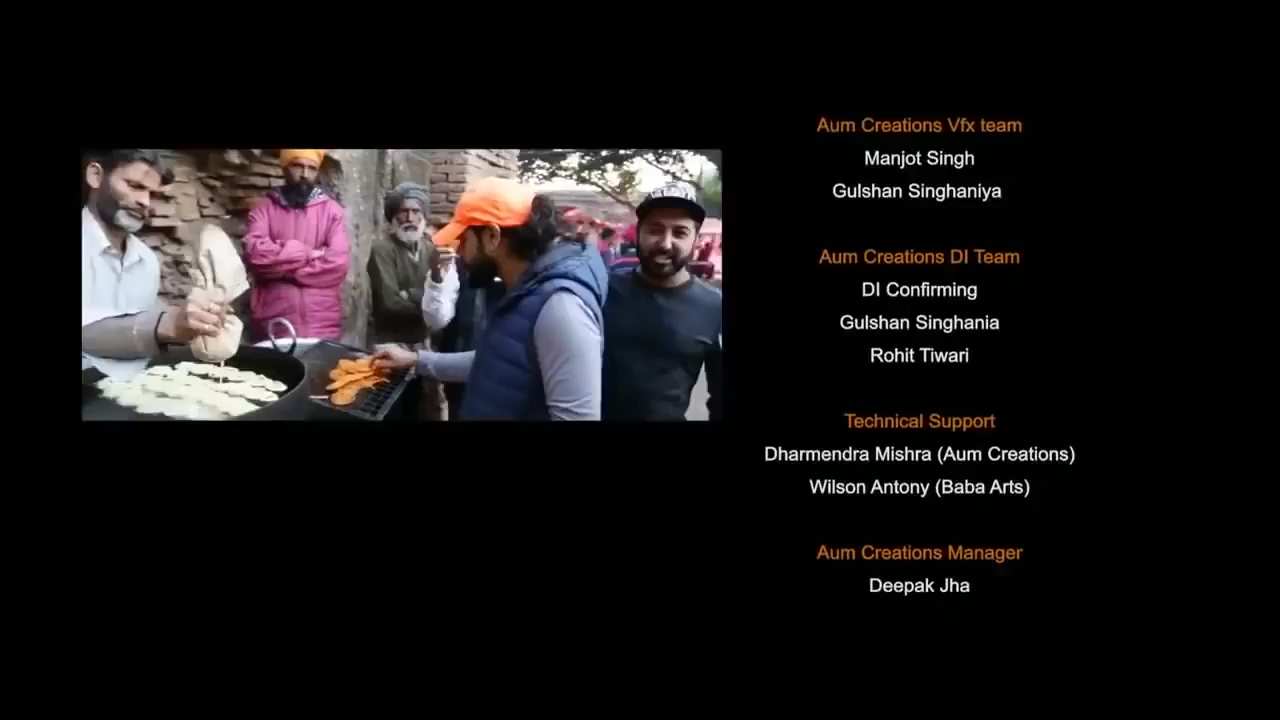 Aum Creations Vfx team
Manjot Singh
Gulshan Singhaniya
Aum Creations DI Team
DI Confirming
Gulshan Singhania
Rohit Tiwari
Technical Support
Dharmendra Mishra (Aum Creations)
Wilson Antony (Baba Arts)
Aum Creations Manager
Deepak Jha